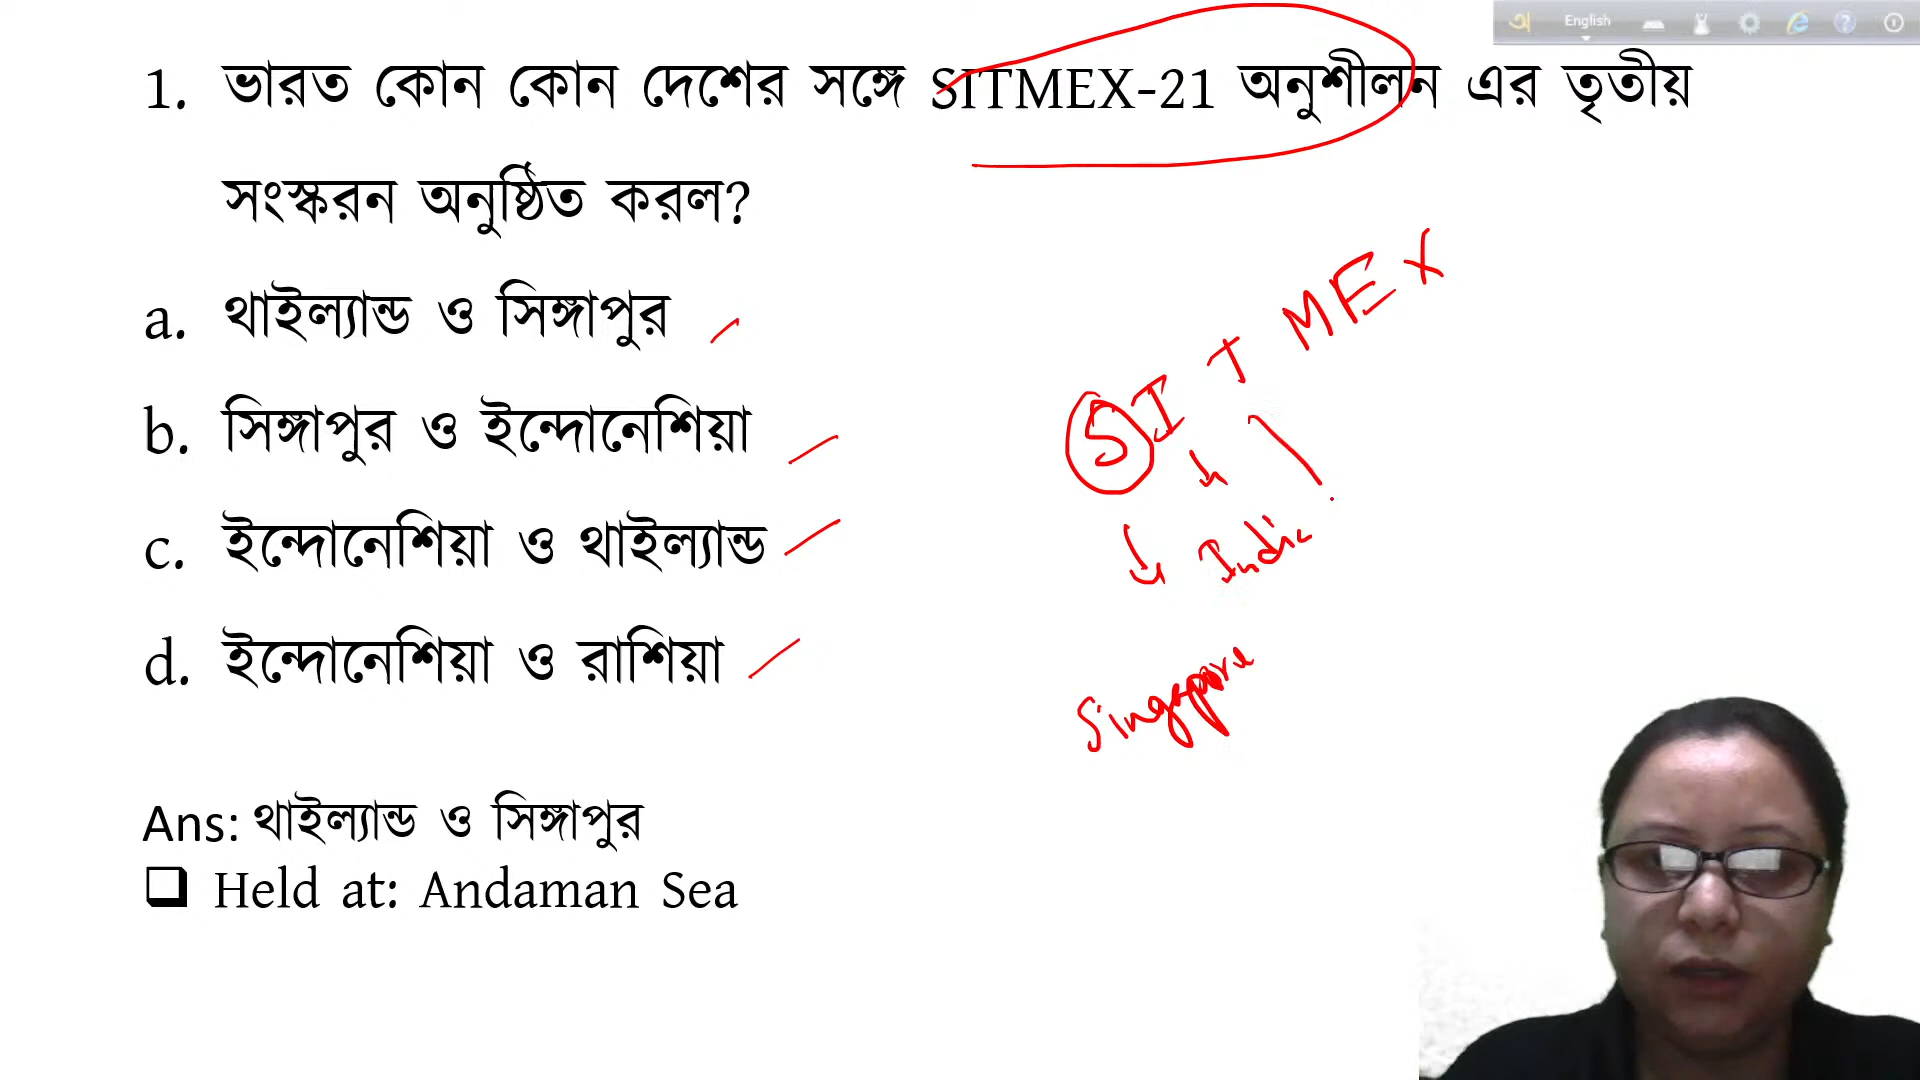 English
1. ভারত কোন কোন দেশের সঙ্গে SITMEX-21 অনুশীলন এর তৃতীয়
সংস্করন অনুষ্ঠিত করল?
a. থাইল্যান্ড ও সিঙ্গাপুর
b. সিঙ্গাপুর ও ইন্দোনেশিয়া
c. ইন্দোনেশিয়া ও থাইল্যান্ড
d. ইন্দোনেশিয়া ও রাশিয়া
SITMEX
India
Singapore
Ans: থাইল্যান্ড ও সিঙ্গাপুর
❑ Held at: Andaman Sea